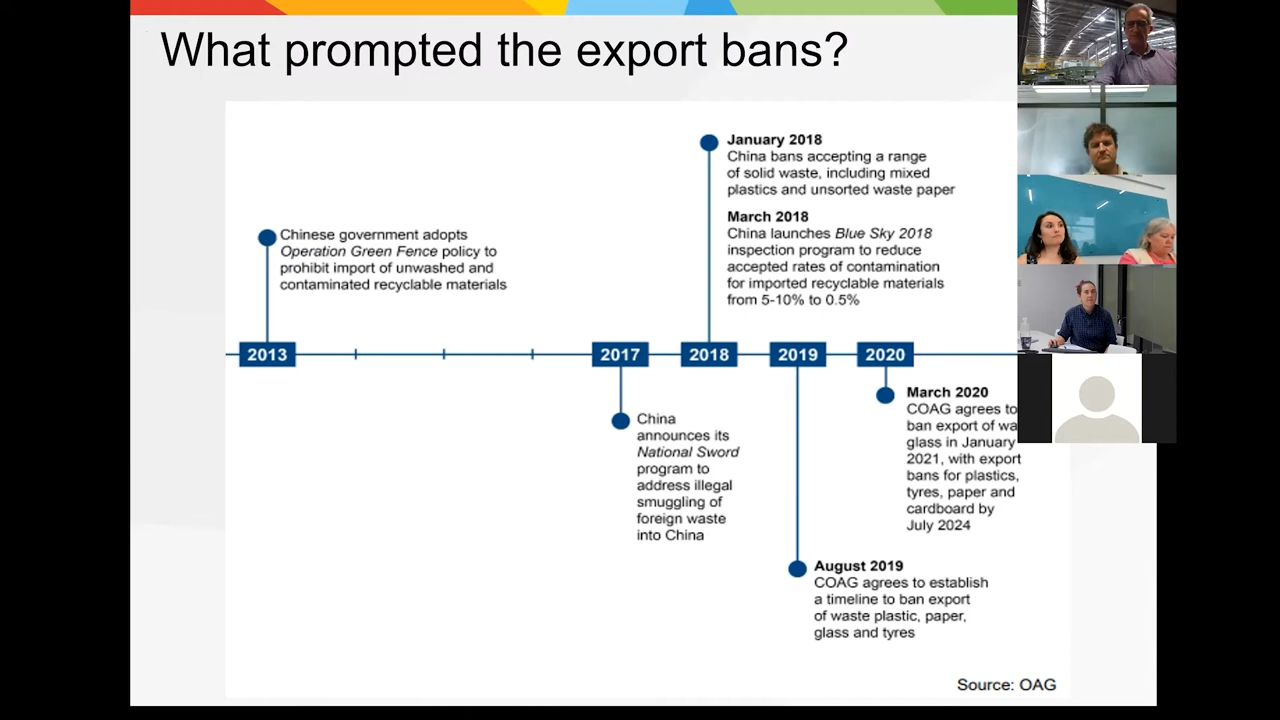 What prompted the export bans?
January 2018
China bans accepting a range
of solid waste, including mixed
plastics and unsorted waste paper
March 2018
China launches Blue Sky 2018
inspection program to reduce
accepted rates of contamination
for imported recyclable materials
from 5-10% to 0.5%
Chinese government adopts
Operation Green Fence policy to
prohibit import of unwashed and
contaminated recyclable materials
2013
2017
2018
2019
2020
China
announces its
National Sword
program to
address illegal
smuggling of
foreign waste
into China
March 2020
COAG agrees to
ban export of
glass in January
2021, with export
bans for plastics,
tyres, paper and
cardboard by
July 2024
August 2019
COAG agrees to establish
a timeline to ban export
of waste plastic, paper,
glass and tyres
Source: OAG